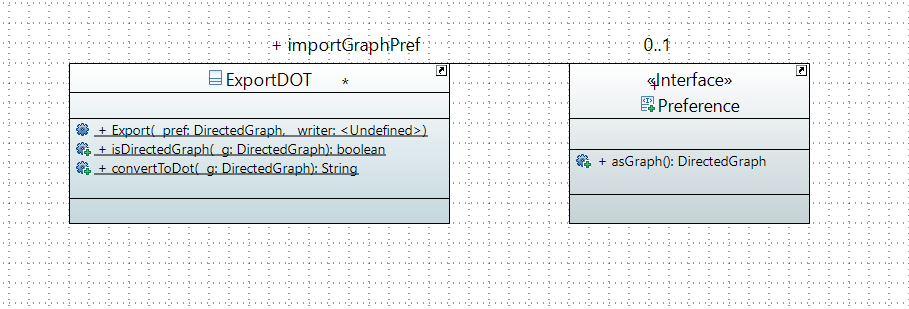 + importGraphPref
0..1
ExportDOT
*
+ Export( pref: DirectedGraph, writer: <Undefined>)
+ isDirectedGraph( g: DirectedGraph): boolean
+ convertToDot( g: DirectedGraph): String
«Interface»
Preference
+ asGraph(): DirectedGraph